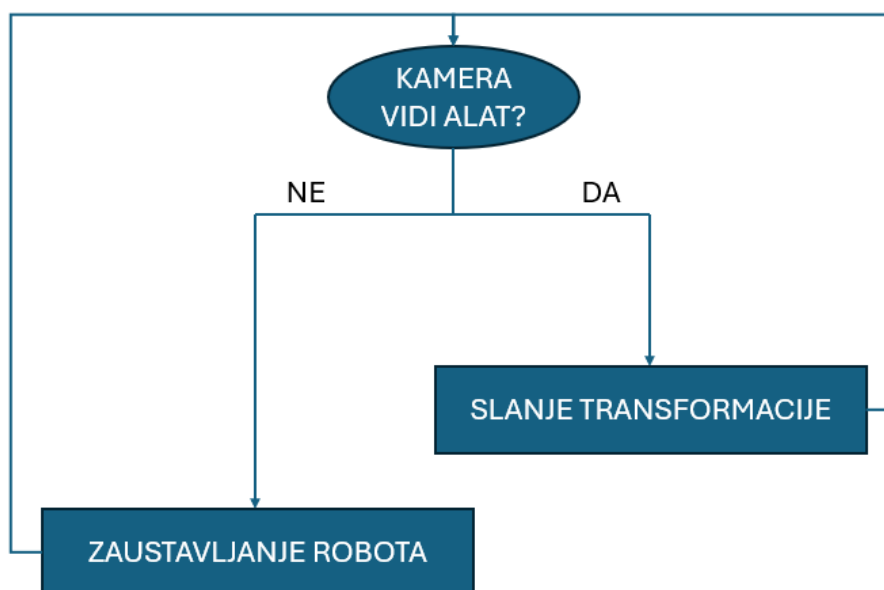 KAMERA
VIDI ALAT?
NE
DA
SLANJE TRANSFORMACIJE
ZAUSTAVLJANJE ROBOTA